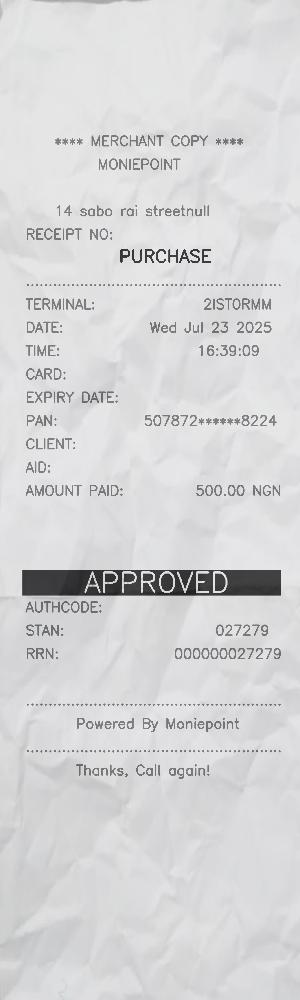 **** MERCHANT COPY ****
MONIEPOINT
14 sabo rai streetnull
RECEIPT NO:
PURCHASE
TERMINAL: 2ISTORMM
DATE: Wed Jul 23 2025
TIME: 16:39:09
CARD:
EXPIRY DATE:
PAN: 507872******8224
CLIENT:
AID:
AMOUNT PAID: 500.00 NGN
APPROVED
AUTHCODE:
STAN: 027279
RRN: 000000027279
Powered By Moniepoint
Thanks, Call again!